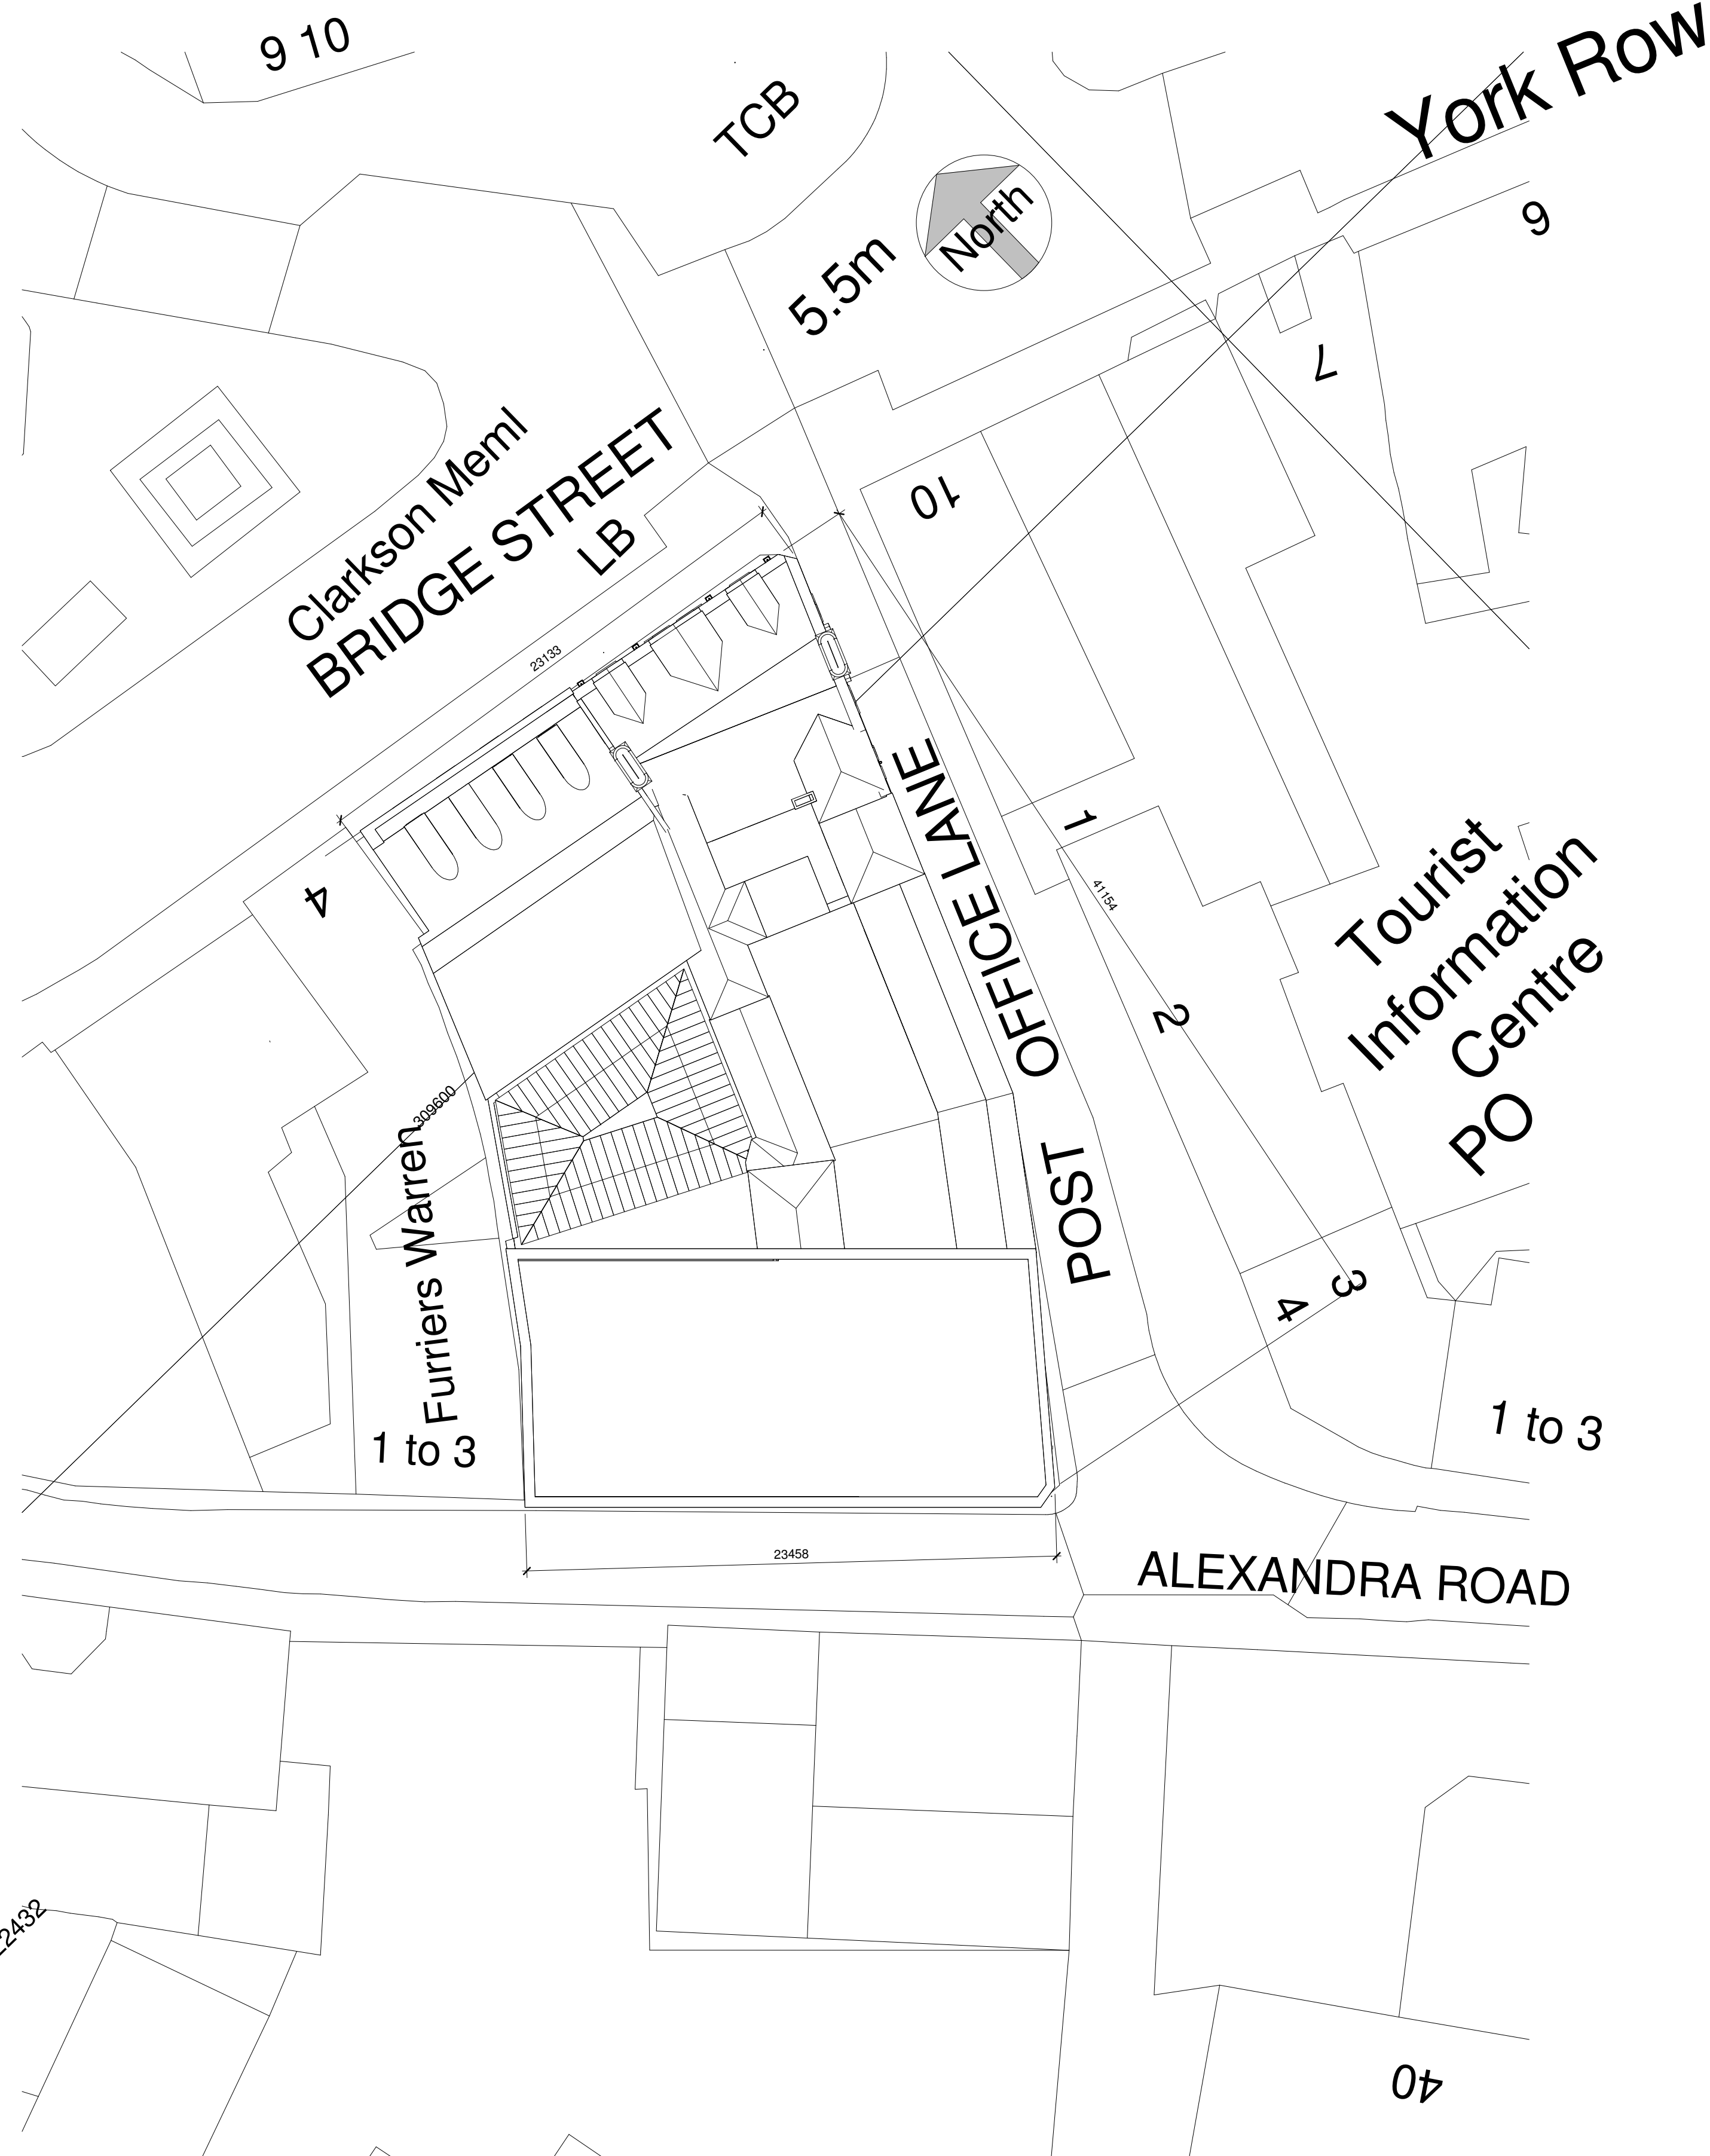 9 10
York Row
TCB
6
North
5.5m
7
Clarkson Meml
BRIDGE STREET
LB
10
23133
OFFICE LANE
1
41154
4
Tourist
Information
Centre
PO
2
309600
Furriers Warren
POST
3
4
1 to 3
1 to 3
23458
ALEXANDRA ROAD
40